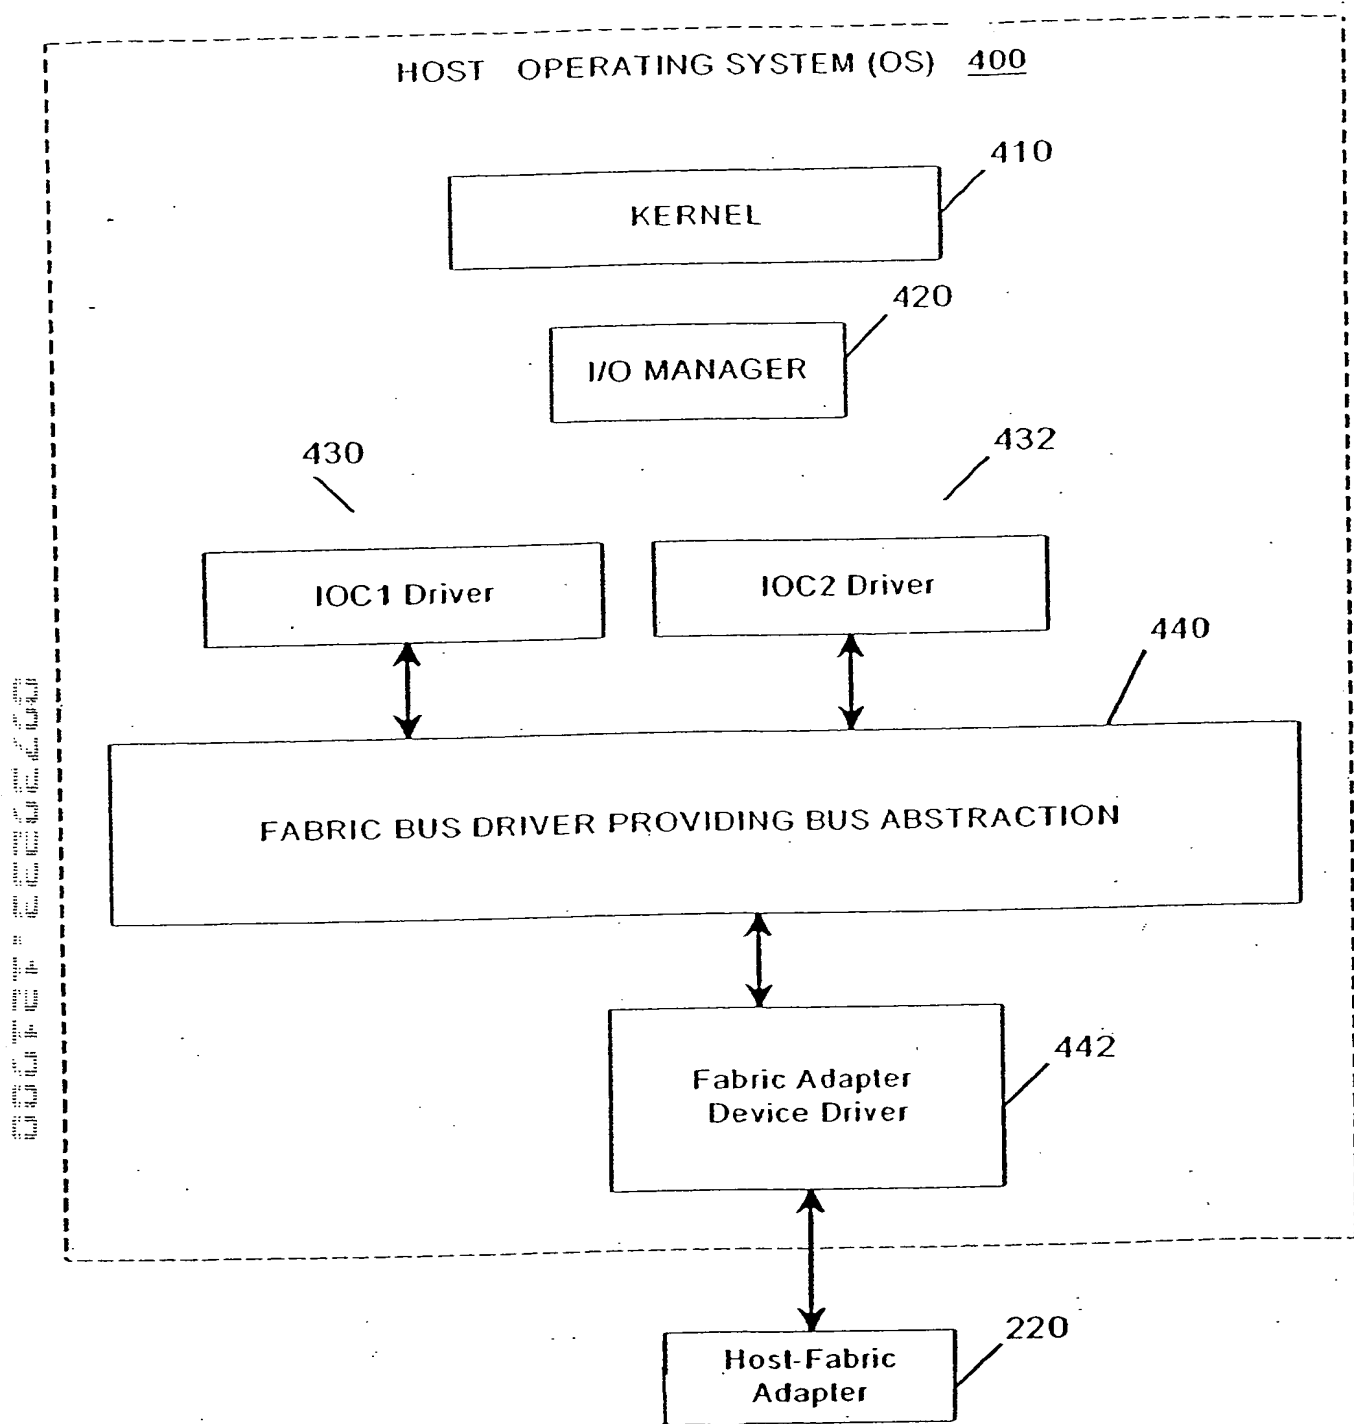 HOST OPERATING SYSTEM (OS) 400
410
KERNEL
420
I/O MANAGER
430
432
IOC1 Driver
IOC2 Driver
440
FABRIC BUS DRIVER PROVIDING BUS ABSTRACTION
442
Fabric Adapter
Device Driver
220
Host-Fabric
Adapter